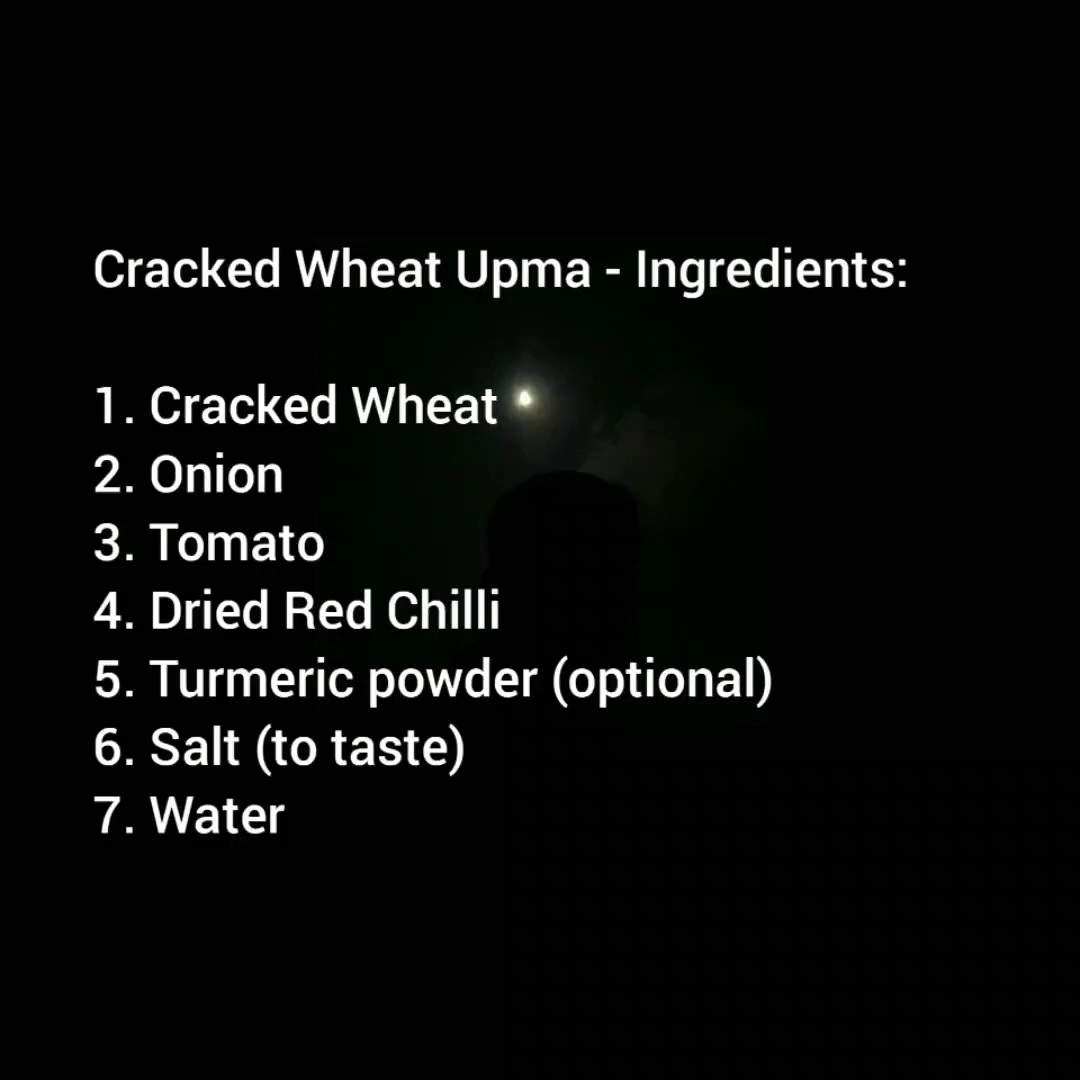 Cracked Wheat Upma - Ingredients:
1. Cracked Wheat
2. Onion
3. Tomato
4. Dried Red Chilli
5. Turmeric powder (optional)
6. Salt (to taste)
7. Water